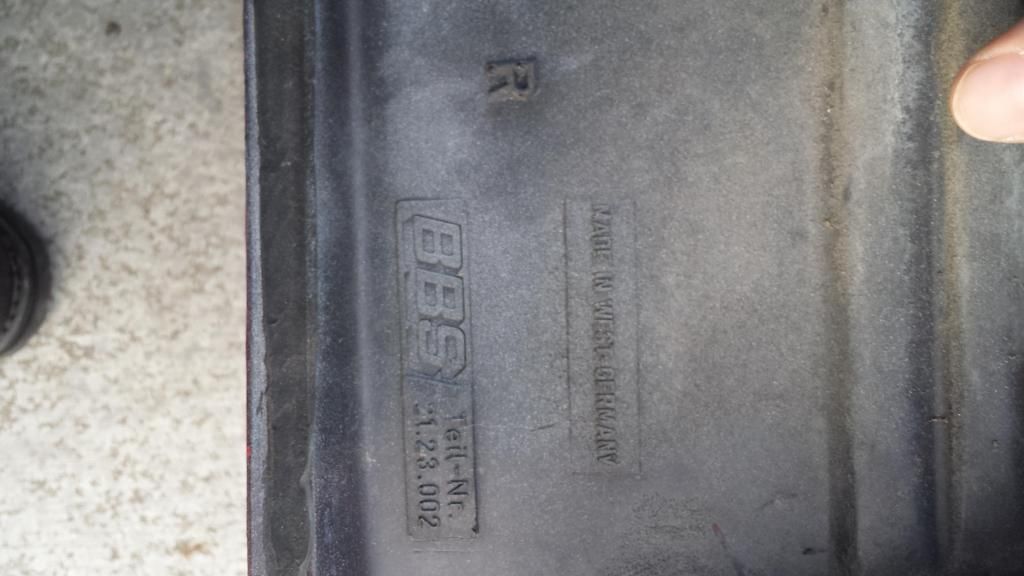 R
BBS Teil-Nr.
21.23.002
MADE IN WEST-GERMANY